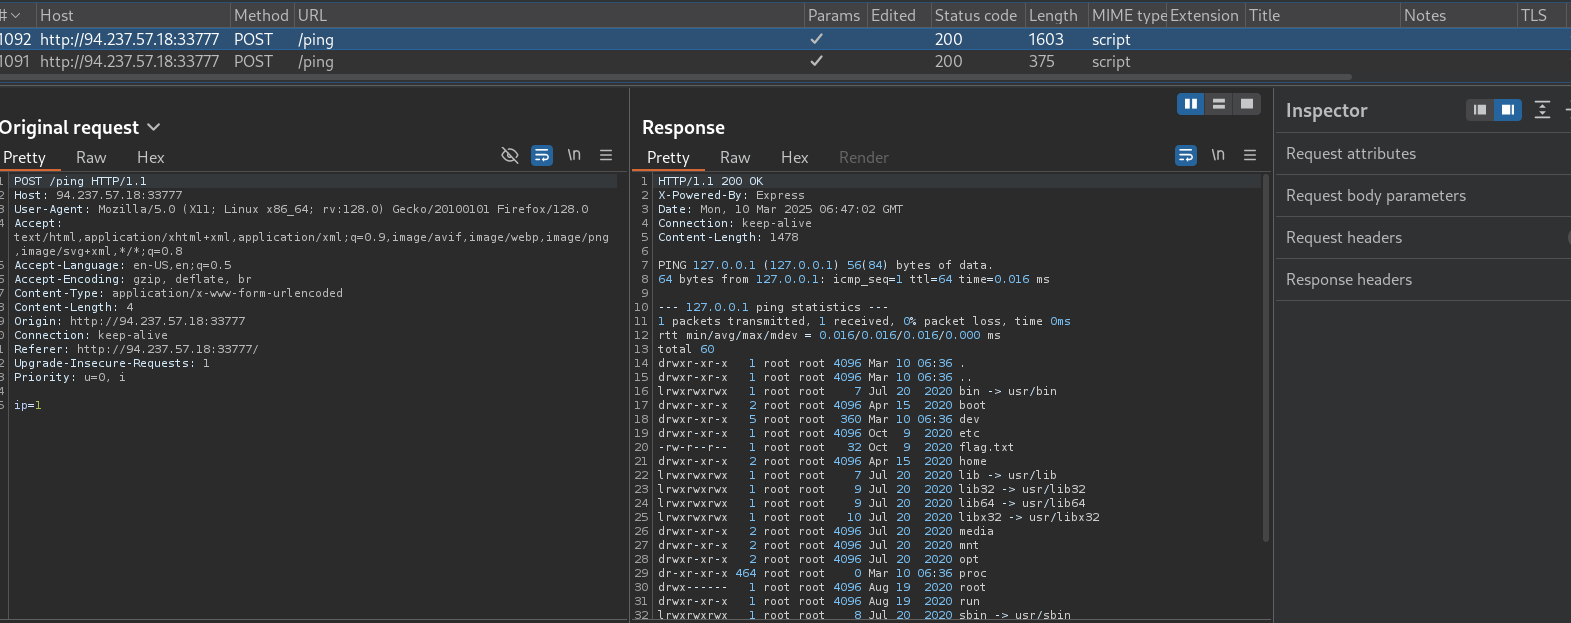 # Host Method URL Params Edited Status code Length MIME type Extension Title Notes TLS
1092 http://94.237.57.18:33777 POST /ping ✓ 200 1603 script
1091 http://94.237.57.18:33777 POST /ping ✓ 200 375 script
Original request
Pretty Raw Hex \n
POST /ping HTTP/1.1
Host: 94.237.57.18:33777
User-Agent: Mozilla/5.0 (X11; Linux x86_64; rv:128.0) Gecko/20100101 Firefox/128.0
Accept:
text/html,application/xhtml+xml,application/xml;q=0.9,image/avif,image/webp,image/png
,image/svg+xml,*/*;q=0.8
Accept-Language: en-US,en;q=0.5
Accept-Encoding: gzip, deflate, br
Content-Type: application/x-www-form-urlencoded
Content-Length: 4
Origin: http://94.237.57.18:33777
Connection: keep-alive
Referer: http://94.237.57.18:33777/
Upgrade-Insecure-Requests: 1
Priority: u=0, i
ip=1
Response
Pretty Raw Hex Render \n
1 HTTP/1.1 200 OK
2 X-Powered-By: Express
3 Date: Mon, 10 Mar 2025 06:47:02 GMT
4 Connection: keep-alive
5 Content-Length: 1478
6
7 PING 127.0.0.1 (127.0.0.1) 56(84) bytes of data.
8 64 bytes from 127.0.0.1: icmp_seq=1 ttl=64 time=0.016 ms
9
10 --- 127.0.0.1 ping statistics ---
11 1 packets transmitted, 1 received, 0% packet loss, time 0ms
12 rtt min/avg/max/mdev = 0.016/0.016/0.016/0.000 ms
13 total 60
14 drwxr-xr-x 1 root root 4096 Mar 10 06:36 .
15 drwxr-xr-x 1 root root 4096 Mar 10 06:36 ..
16 lrwxrwxrwx 1 root root 7 Jul 20 2020 bin -> usr/bin
17 drwxr-xr-x 2 root root 4096 Apr 15 2020 boot
18 drwxr-xr-x 5 root root 360 Mar 10 06:36 dev
19 drwxr-xr-x 1 root root 4096 Oct 9 2020 etc
20 -rw-r--r-- 1 root root 32 Oct 9 2020 flag.txt
21 drwxr-xr-x 2 root root 4096 Apr 15 2020 home
22 lrwxrwxrwx 1 root root 7 Jul 20 2020 lib -> usr/lib
23 lrwxrwxrwx 1 root root 9 Jul 20 2020 lib32 -> usr/lib32
24 lrwxrwxrwx 1 root root 9 Jul 20 2020 lib64 -> usr/lib64
25 lrwxrwxrwx 1 root root 10 Jul 20 2020 libx32 -> usr/libx32
26 drwxr-xr-x 2 root root 4096 Jul 20 2020 media
27 drwxr-xr-x 2 root root 4096 Jul 20 2020 mnt
28 drwxr-xr-x 2 root root 4096 Jul 20 2020 opt
29 dr-xr-xr-x 464 root root 0 Mar 10 06:36 proc
30 drwx------ 1 root root 4096 Aug 19 2020 root
31 drwxr-xr-x 1 root root 4096 Aug 19 2020 run
32 lrwxrwxrwx 1 root root 8 Jul 20 2020 sbin -> usr/sbin
Inspector
Request attributes
Request body parameters
Request headers
Response headers